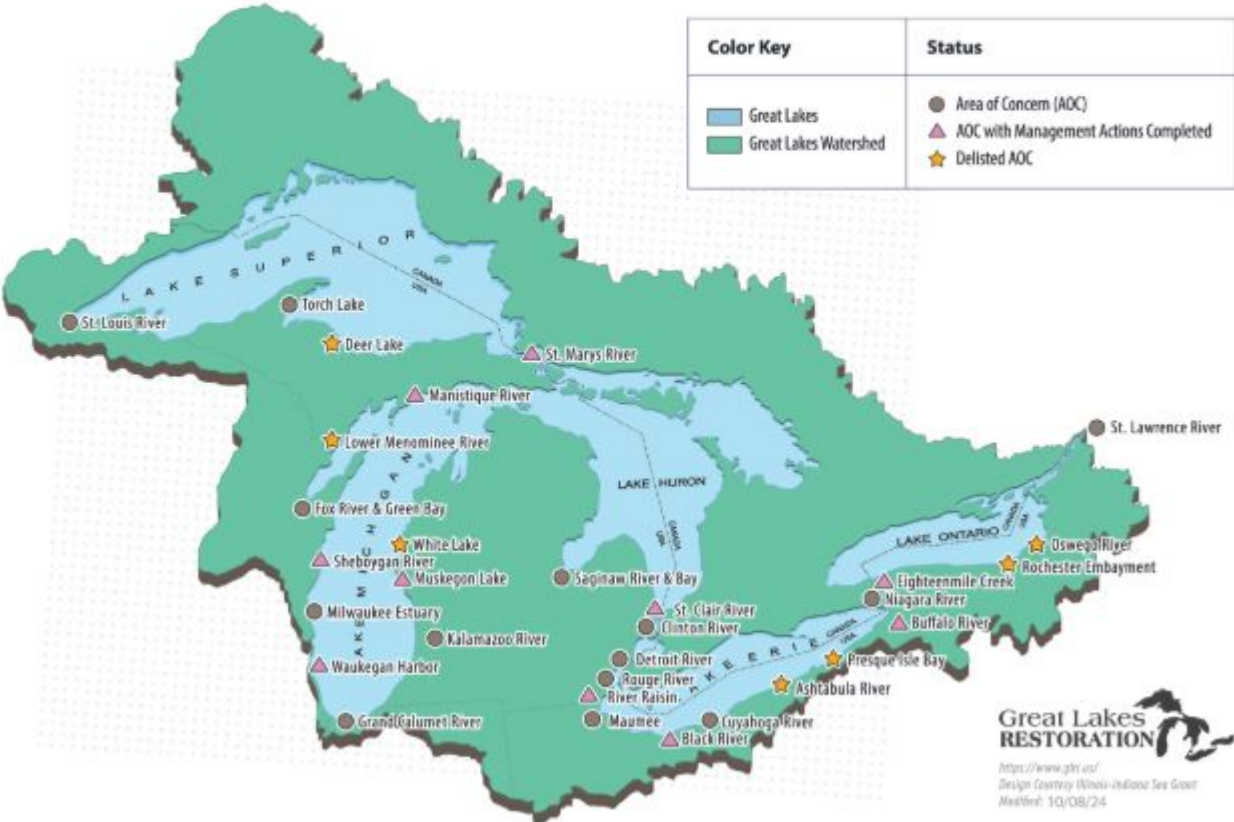 Color Key
Status
Great Lakes
Great Lakes Watershed
Area of Concern (AOC)
AOC with Management Actions Completed
Delisted AOC
LAKE SUPERIOR
CANADA
USA
Torch Lake
St. Louis River
Deer Lake
St. Marys River
Manistique River
St. Lawrence River
Lower Menominee River
LAKE HURON
CANADA
USA
LAKE MICHIGAN
Fox River & Green Bay
LAKE ONTARIO
CANADA
USA
White Lake
Oswego River
Sheboygan River
Rochester Embayment
Muskegon Lake
Saginaw River & Bay
Eighteenmile Creek
Niagara River
Milwaukee Estuary
St. Clair River
Clinton River
Buffalo River
Kalamazoo River
LAKE ERIE
CANADA
USA
Detroit River
Presque Isle Bay
Waukegan Harbor
Rouge River
Ashtabula River
River Raisin
Grand Calumet River
Maumee
Cuyahoga River
Black River
Great Lakes
RESTORATION
https://www.glri.us/
Design Courtesy Illinois-Indiana Sea Grant
Modified: 10/08/24